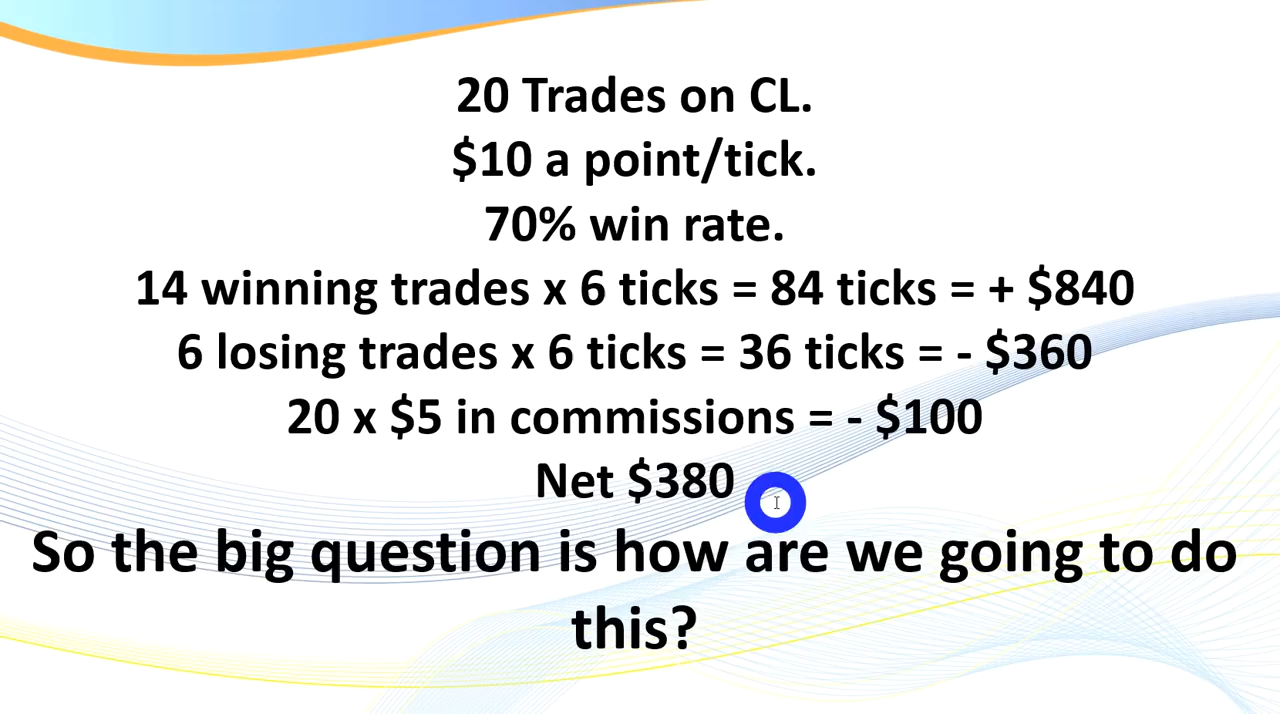 20 Trades on CL.
$10 a point/tick.
70% win rate.
14 winning trades x 6 ticks = 84 ticks = + $840
6 losing trades x 6 ticks = 36 ticks = - $360
20 x $5 in commissions = - $100
Net $380
So the big question is how are we going to do
this?